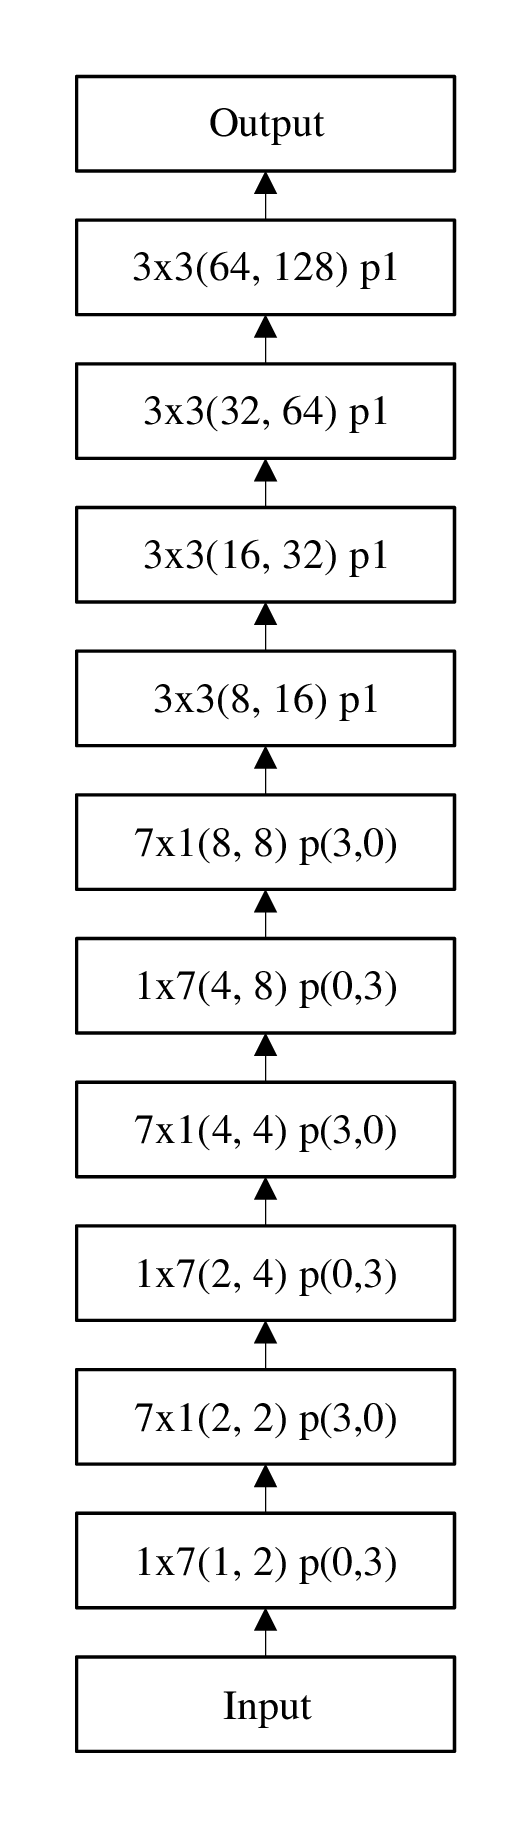 Output
3x3(64, 128) p1
3x3(32, 64) p1
3x3(16, 32) p1
3x3(8, 16) p1
7x1(8, 8) p(3,0)
1x7(4, 8) p(0,3)
7x1(4, 4) p(3,0)
1x7(2, 4) p(0,3)
7x1(2, 2) p(3,0)
1x7(1, 2) p(0,3)
Input